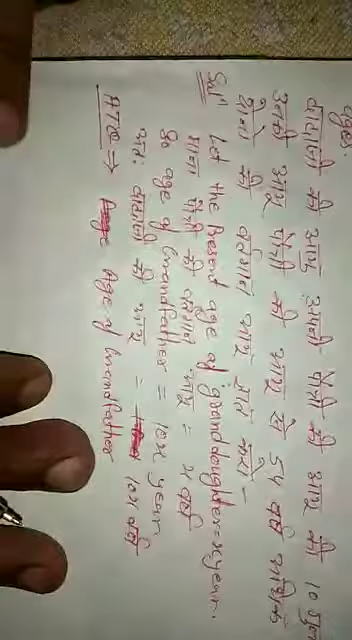 ages.
दादाजी की आयु उनकी पोती की आयु की 10 गुनी
उनकी आयु पोती की आयु से 54 वर्ष अधिक
दोनों की वर्तमान आयु ज्ञात करो -
Solⁿ Let the Present age of granddaughter = x year.
माना पोती की वर्तमान आयु = x वर्ष
So age of Grandfather = 10x year
अतः दादाजी की आयु = 10x वर्ष
ATQ → Age of Grandfather